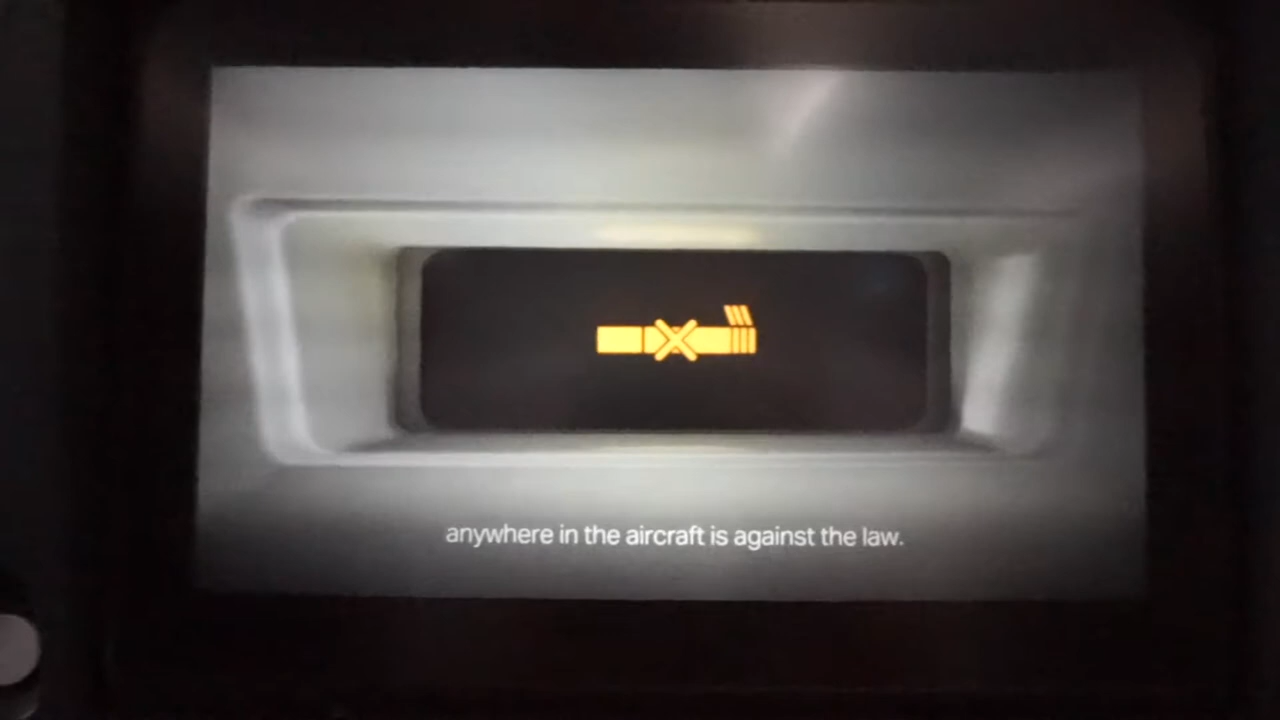 anywhere in the aircraft is against the law.